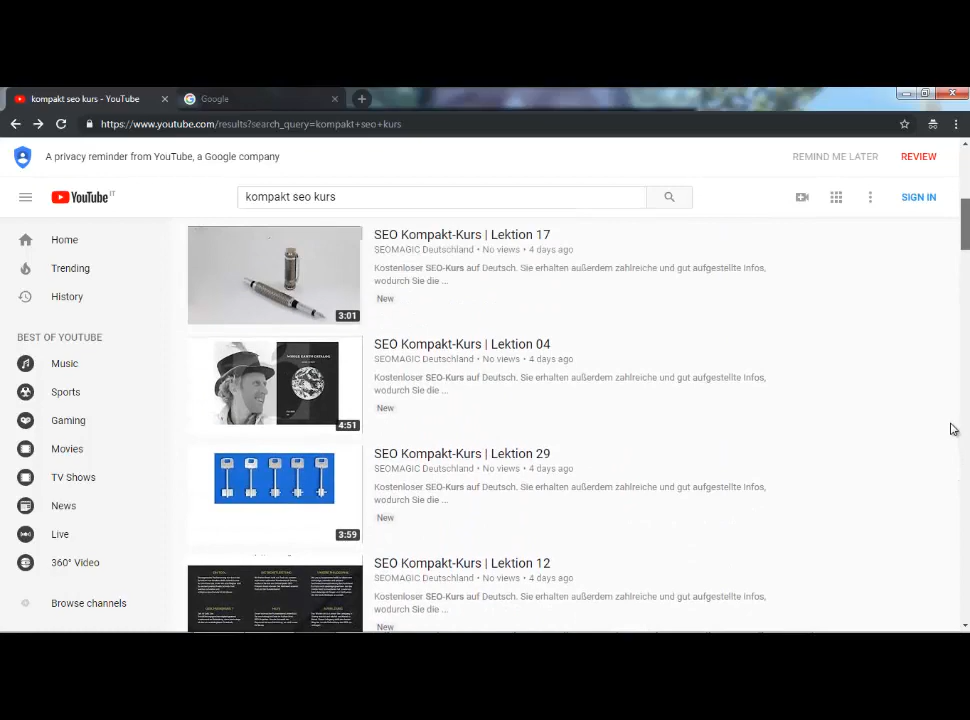 kompakt seo kurs - YouTube
Google
https://www.youtube.com/results?search_query=kompakt+seo+kurs
A privacy reminder from YouTube, a Google company
REMIND ME LATER
REVIEW
YouTube IT
kompakt seo kurs
SIGN IN
Home
Trending
History
BEST OF YOUTUBE
Music
Sports
Gaming
Movies
TV Shows
News
Live
360° Video
Browse channels
3:01
SEO Kompakt-Kurs | Lektion 17
SEOMAGIC Deutschland • No views • 4 days ago
Kostenloser SEO-Kurs auf Deutsch. Sie erhalten außerdem zahlreiche und gut aufgestellte Infos,
wodurch Sie die ...
New
4:51
SEO Kompakt-Kurs | Lektion 04
SEOMAGIC Deutschland • No views • 4 days ago
Kostenloser SEO-Kurs auf Deutsch. Sie erhalten außerdem zahlreiche und gut aufgestellte Infos,
wodurch Sie die ...
New
3:59
SEO Kompakt-Kurs | Lektion 29
SEOMAGIC Deutschland • No views • 4 days ago
Kostenloser SEO-Kurs auf Deutsch. Sie erhalten außerdem zahlreiche und gut aufgestellte Infos,
wodurch Sie die ...
New
SEO Kompakt-Kurs | Lektion 12
SEOMAGIC Deutschland • No views • 4 days ago
Kostenloser SEO-Kurs auf Deutsch. Sie erhalten außerdem zahlreiche und gut aufgestellte Infos,
wodurch Sie die ...
New